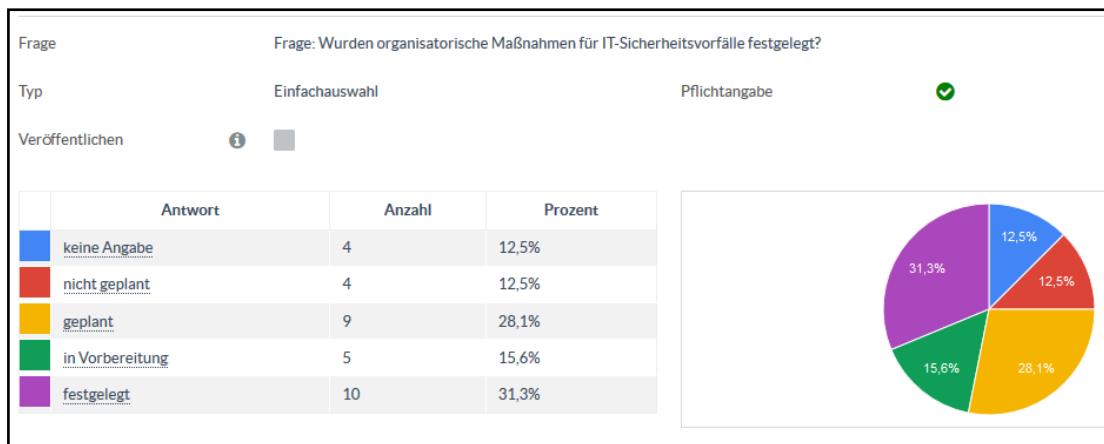 Frage Frage: Wurden organisatorische Maßnahmen für IT-Sicherheitsvorfälle festgelegt?
Typ Einfachauswahl Pflichtangabe
Veröffentlichen
Antwort Anzahl Prozent
keine Angabe 4 12,5%
nicht geplant 4 12,5%
geplant 9 28,1%
in Vorbereitung 5 15,6%
festgelegt 10 31,3%
12,5%
31,3%
12,5%
15,6%
28,1%